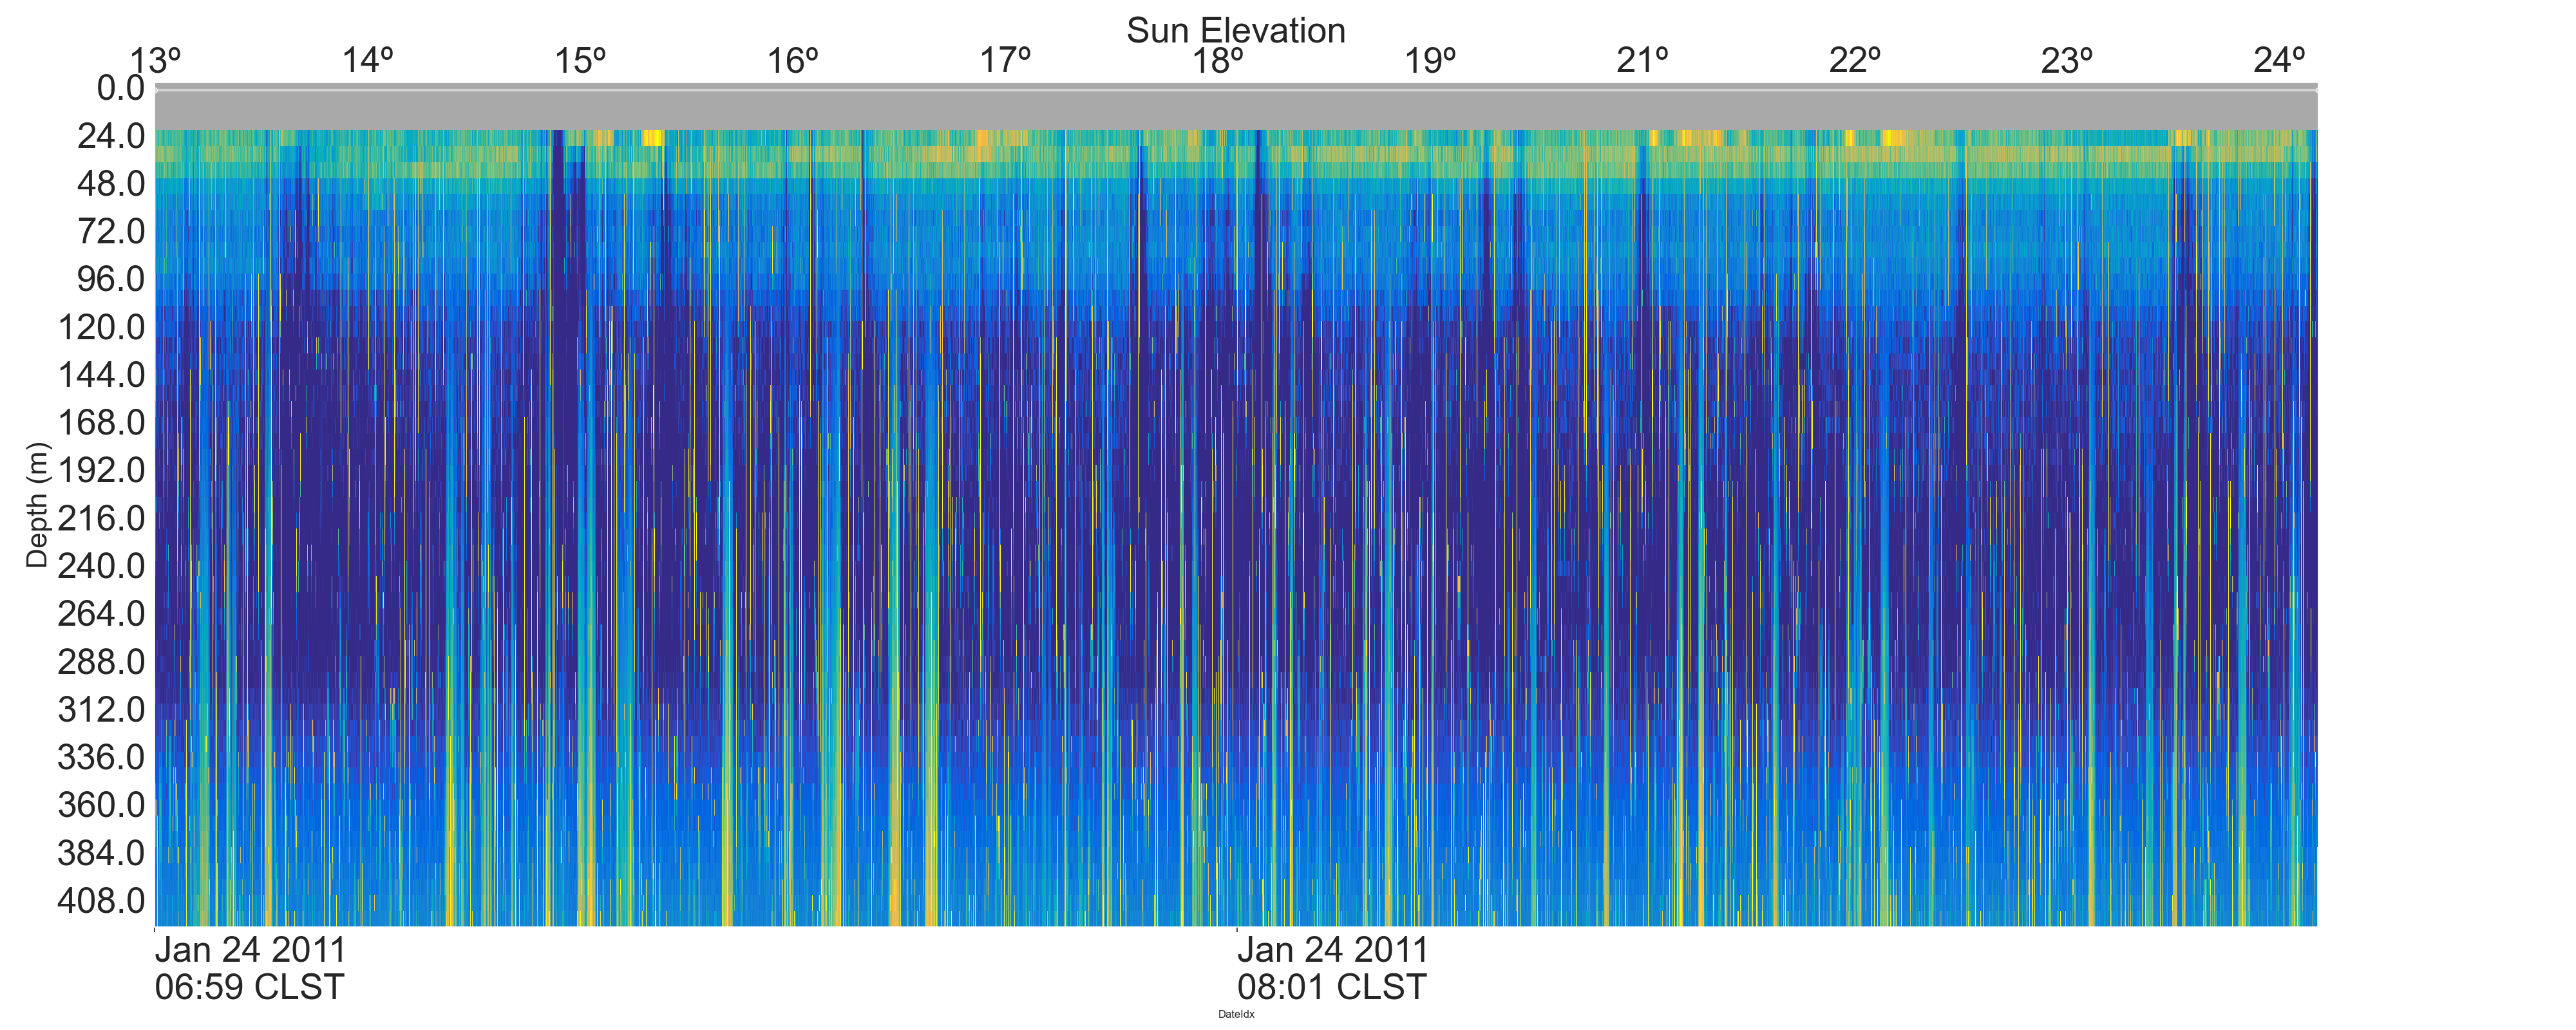 Sun Elevation
13º 14º 15º 16º 17º 18º 19º 21º 22º 23º 24º
0.0
24.0
48.0
72.0
96.0
120.0
144.0
168.0
192.0
216.0
240.0
264.0
288.0
312.0
336.0
360.0
384.0
408.0
Depth (m)
Jan 24 2011
06:59 CLST
Jan 24 2011
08:01 CLST
DateIdx